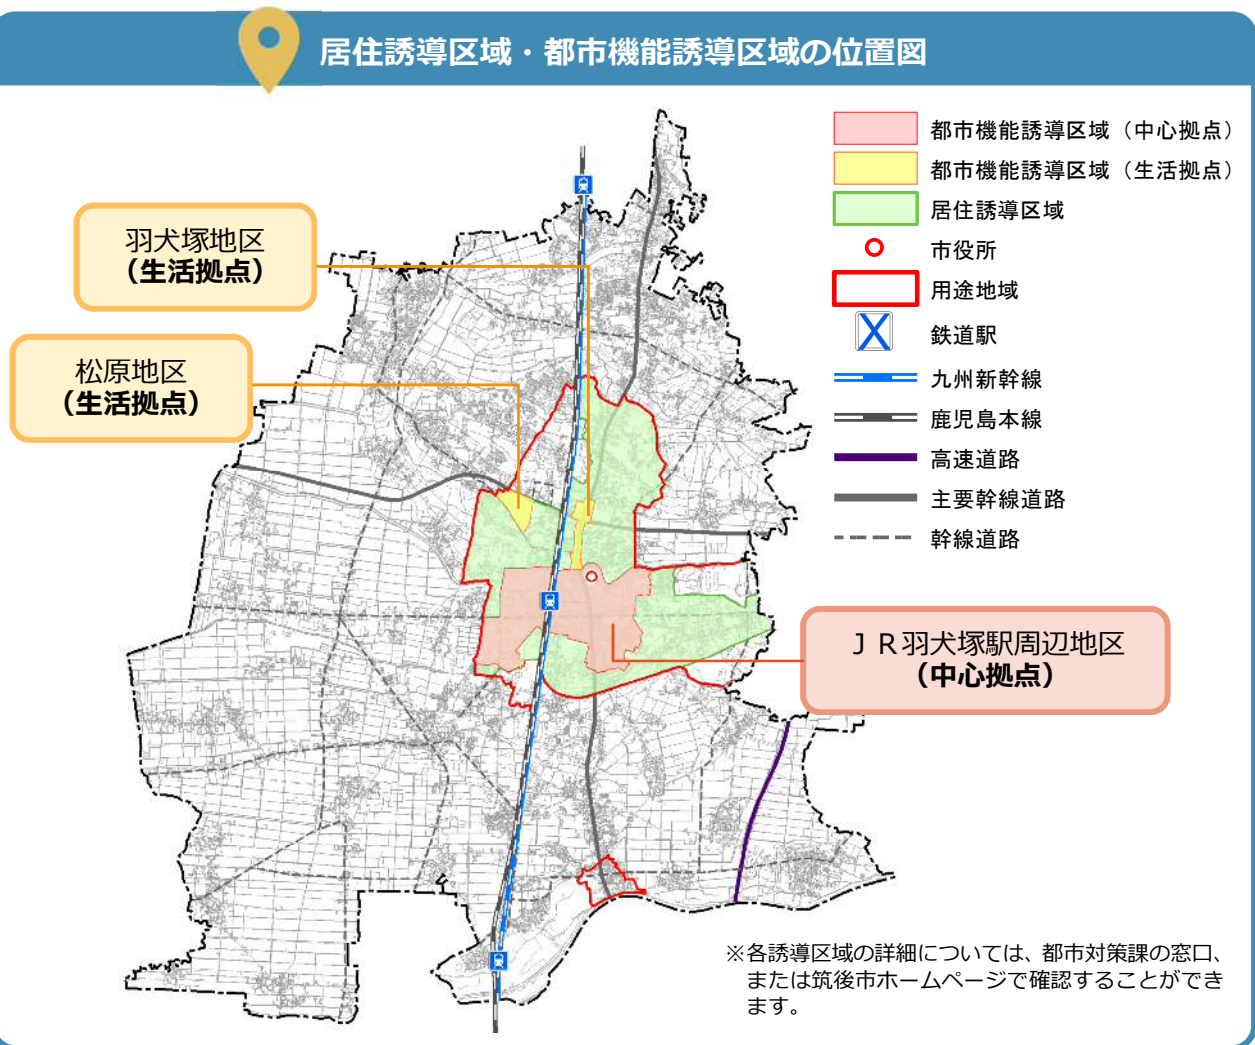 居住誘導区域・都市機能誘導区域の位置図
都市機能誘導区域（中心拠点）
都市機能誘導区域（生活拠点）
居住誘導区域
市役所
用途地域
鉄道駅
九州新幹線
鹿児島本線
高速道路
主要幹線道路
幹線道路
羽犬塚地区
（生活拠点）
松原地区
（生活拠点）
ＪＲ羽犬塚駅周辺地区
（中心拠点）
※各誘導区域の詳細については、都市対策課の窓口、
または筑後市ホームページで確認することができ
ます。